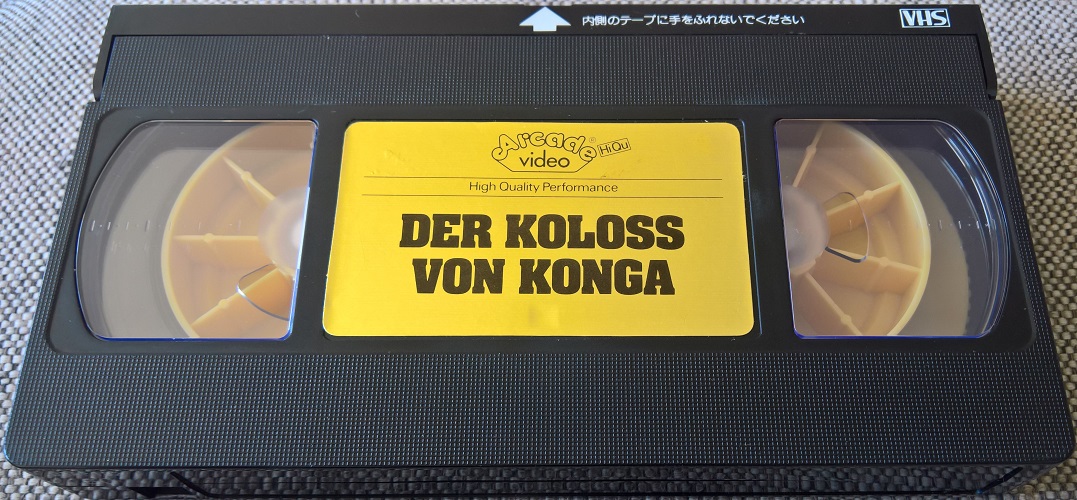 内側のテープに手をふれないでください
VHS
Arcade®
video
HiQu
High Quality Performance
DER KOLOSS
VON KONGA